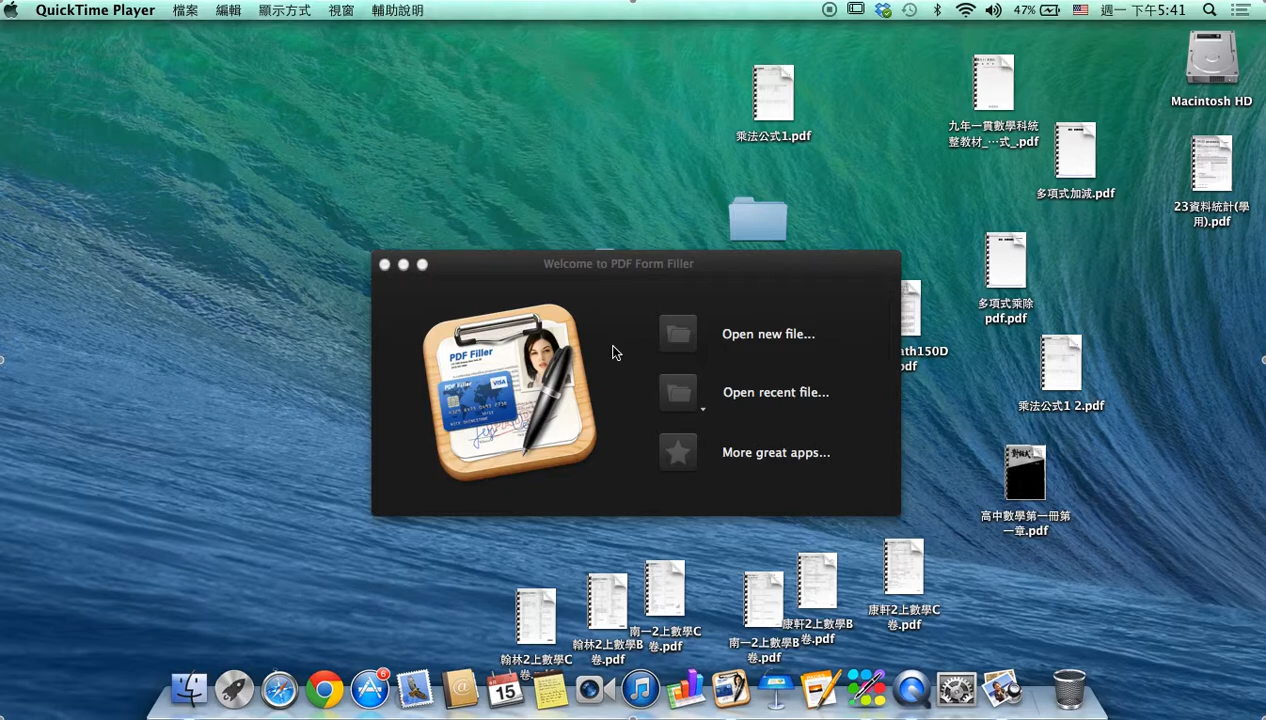 QuickTime Player 檔案 編輯 顯示方式 視窗 輔助說明 47% 週一 下午5:41
Macintosh HD
乘法公式1.pdf
九年一貫數學科統
整教材_…式_.pdf
多項式加減.pdf
23資料統計(學
用).pdf
Welcome to PDF Form Filler
PDF Filler
VISA
Open new file...
Open recent file...
More great apps...
多項式乘除
pdf.pdf
ath150D
pdf
乘法公式1 2.pdf
高中數學第一冊第
一章.pdf
康軒2上數學C
卷.pdf
康軒2上數學B
卷.pdf
南一2上數學C
卷.pdf
南一2上數學B
卷.pdf
翰林2上數學B
卷.pdf
翰林2上數學C
6
15